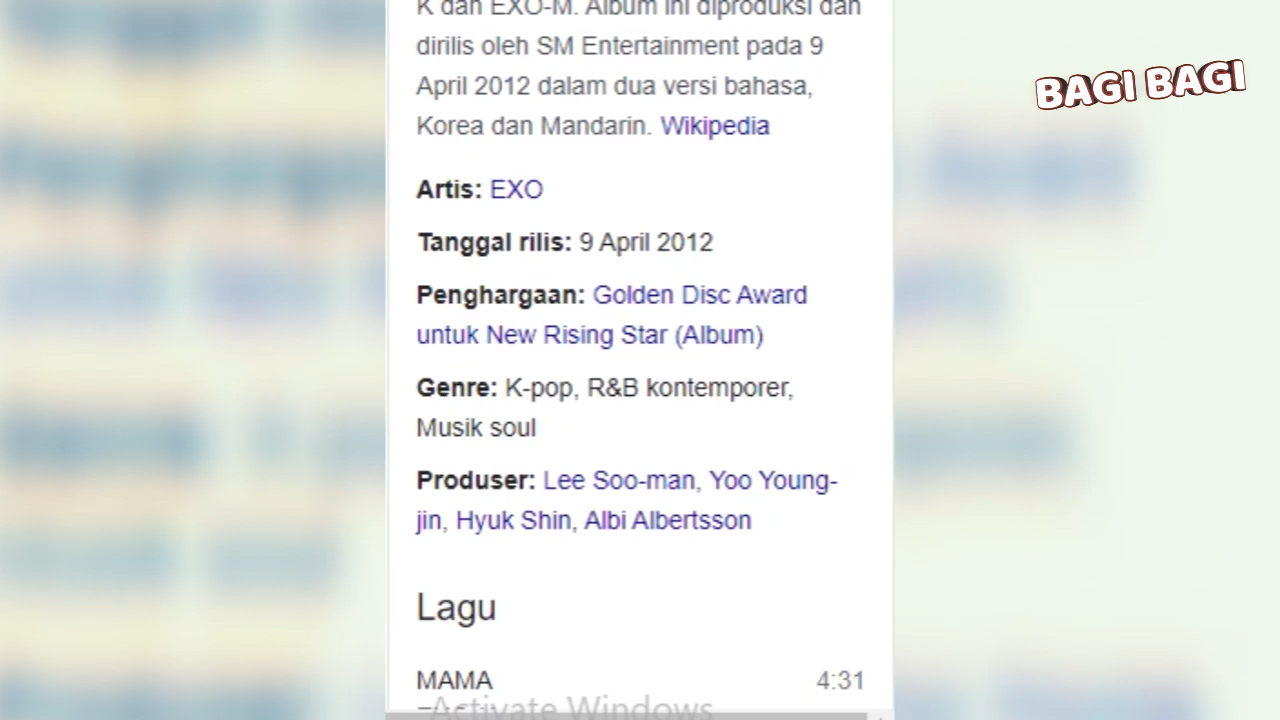 K dan EXO-M. Album ini diproduksi dan
dirilis oleh SM Entertainment pada 9
April 2012 dalam dua versi bahasa,
Korea dan Mandarin. Wikipedia
BAGI BAGI
Artis: EXO
Tanggal rilis: 9 April 2012
Penghargaan: Golden Disc Award
untuk New Rising Star (Album)
Genre: K-pop, R&B kontemporer,
Musik soul
Produser: Lee Soo-man, Yoo Young-
jin, Hyuk Shin, Albi Albertsson
Lagu
MAMA 4:31
Activate Windows